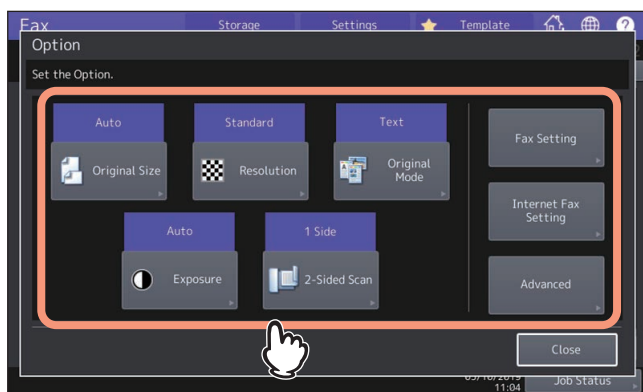 Fax
Storage
Settings
Template
Option
Set the Option.
Auto
Standard
Text
Original Size
Resolution
Original
Mode
Fax Setting
Internet Fax
Setting
Auto
1 Side
Exposure
2-Sided Scan
Advanced
Close
11:04
Job Status